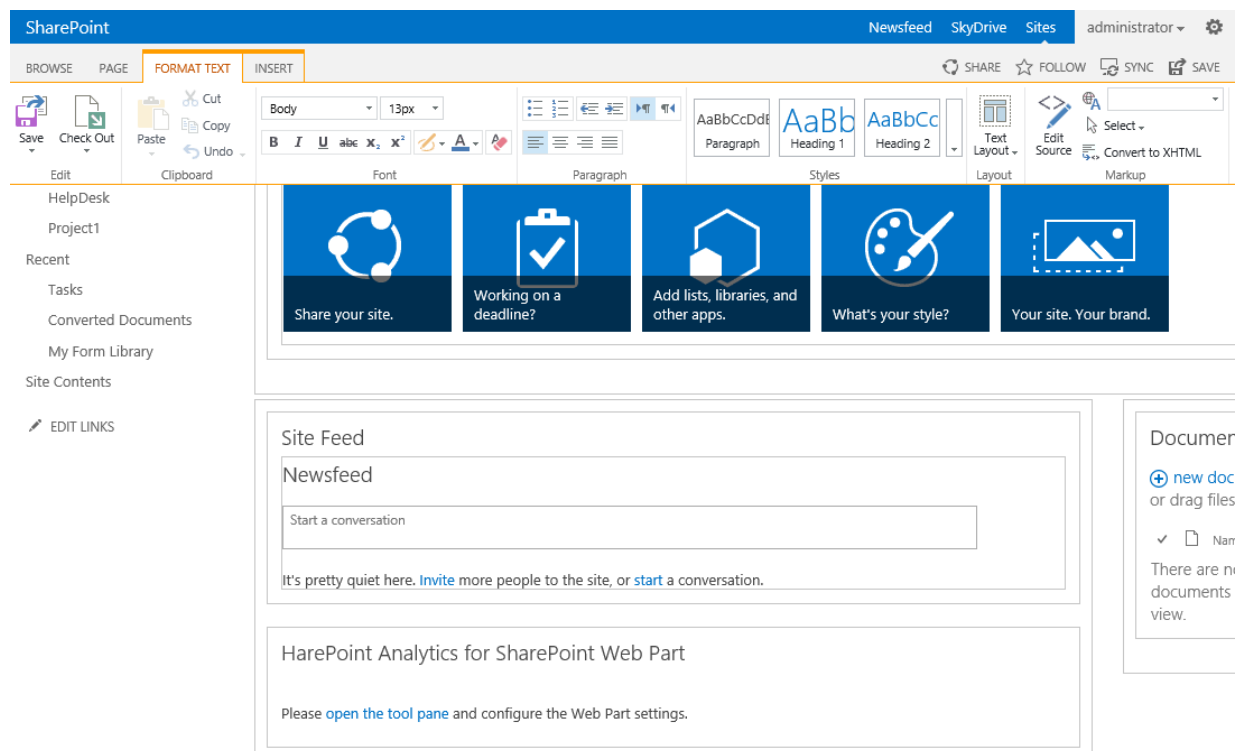 SharePoint
Newsfeed SkyDrive Sites administrator
BROWSE PAGE FORMAT TEXT INSERT
SHARE FOLLOW SYNC SAVE
Save
Check Out
Edit
Paste
Cut
Copy
Undo
Clipboard
Body 13px
B I U abc X₂ X² A
Font
Paragraph
AaBbCcDdE
Paragraph
AaBb
Heading 1
AaBbCc
Heading 2
Styles
Text
Layout
Layout
Edit
Source
Select
Convert to XHTML
Markup
HelpDesk
Project1
Recent
Tasks
Converted Documents
My Form Library
Site Contents
EDIT LINKS
Share your site.
Working on a
deadline?
Add lists, libraries, and
other apps.
What's your style?
Your site. Your brand.
Site Feed
Newsfeed
Start a conversation
It's pretty quiet here. Invite more people to the site, or start a conversation.
HarePoint Analytics for SharePoint Web Part
Please open the tool pane and configure the Web Part settings.
Documen
new doc
or drag files
Nam
There are n
documents
view.